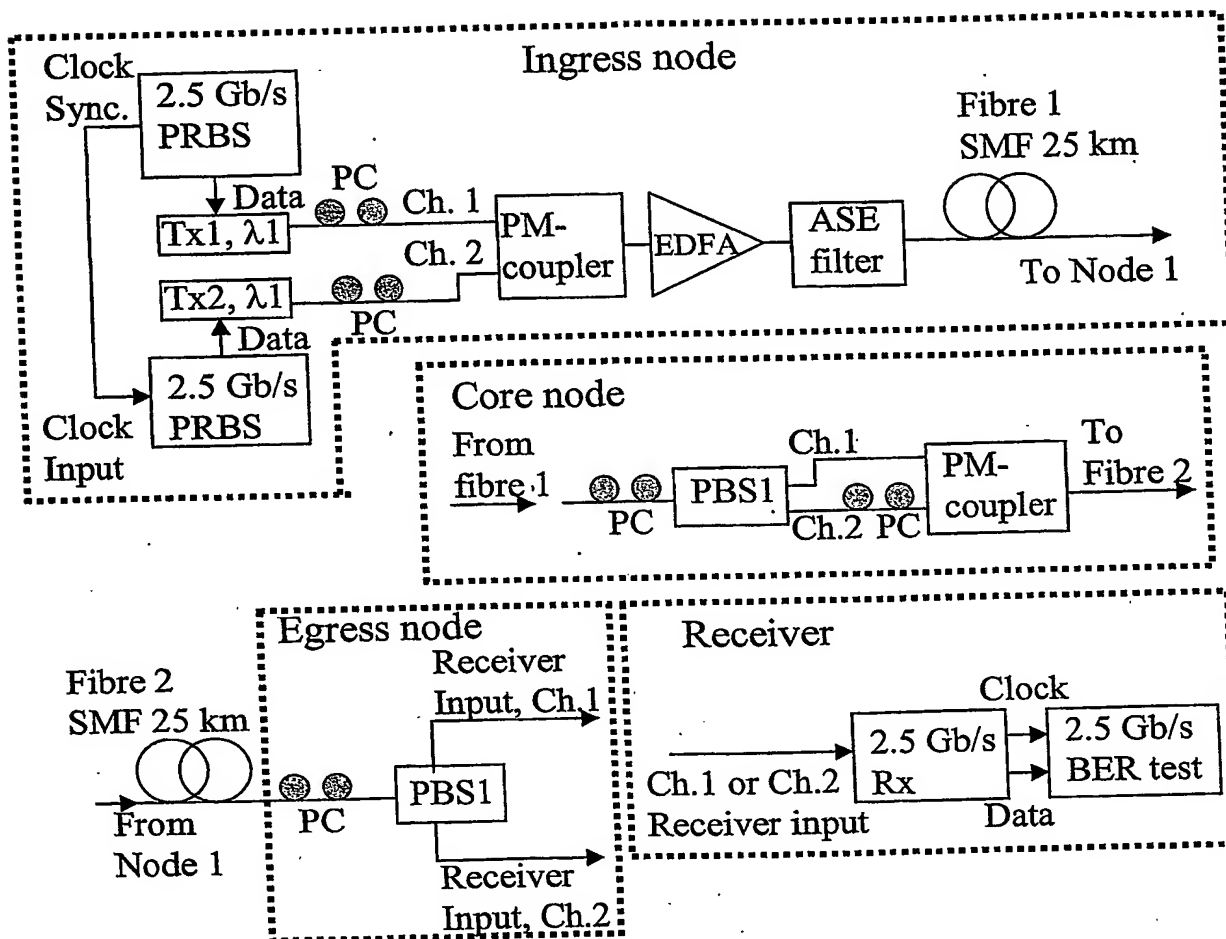 Ingress node
Clock
Sync.
2.5 Gb/s
PRBS
Data
PC
Ch. 1
Tx1, λ1
Ch. 2
Tx2, λ1
PC
Data
2.5 Gb/s
PRBS
Clock
Input
PM-
coupler
EDFA
ASE
filter
Fibre 1
SMF 25 km
To Node 1
Core node
From
fibre 1
PC
PBS1
Ch.1
Ch.2
PC
PM-
coupler
To
Fibre 2
Fibre 2
SMF 25 km
From
Node 1
Egress node
PC
PBS1
Receiver
Input, Ch.1
Receiver
Input, Ch.2
Receiver
Ch.1 or Ch.2
Receiver input
2.5 Gb/s
Rx
Clock
Data
2.5 Gb/s
BER test